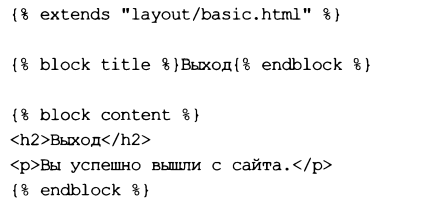 {% extends "layout/basic.html" %}
{% block title %}Выход{% endblock %}
{% block content %}
<h2>Выход</h2>
<p>Вы успешно вышли с сайта.</p>
{% endblock %}